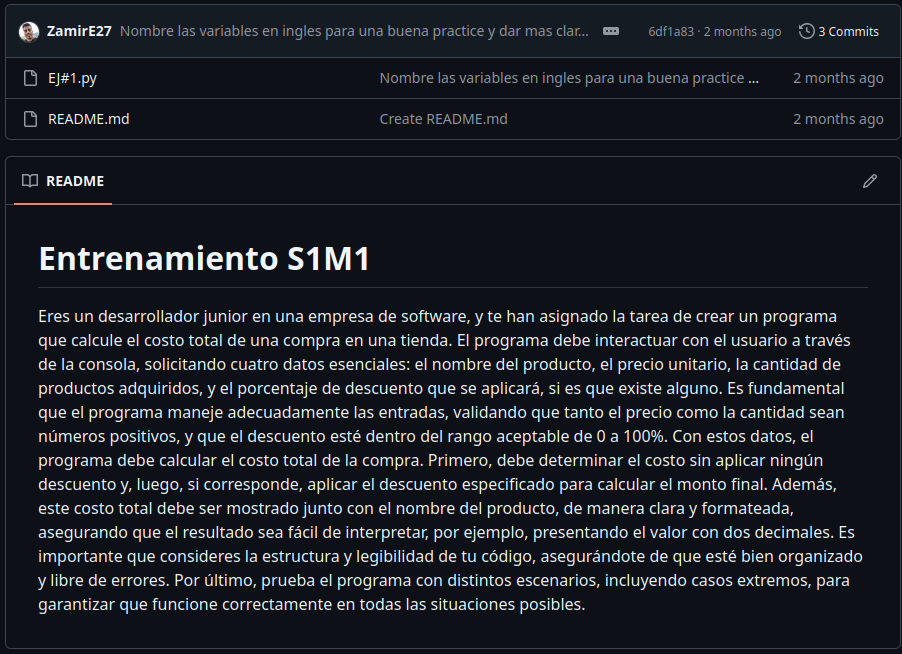 ZamirE27 Nombre las variables en ingles para una buena practice y dar mas clar... 6df1a83 · 2 months ago 3 Commits
EJ#1.py Nombre las variables en ingles para una buena practice ... 2 months ago
README.md Create README.md 2 months ago
README
Entrenamiento S1M1
Eres un desarrollador junior en una empresa de software, y te han asignado la tarea de crear un programa
que calcule el costo total de una compra en una tienda. El programa debe interactuar con el usuario a través
de la consola, solicitando cuatro datos esenciales: el nombre del producto, el precio unitario, la cantidad de
productos adquiridos, y el porcentaje de descuento que se aplicará, si es que existe alguno. Es fundamental
que el programa maneje adecuadamente las entradas, validando que tanto el precio como la cantidad sean
números positivos, y que el descuento esté dentro del rango aceptable de 0 a 100%. Con estos datos, el
programa debe calcular el costo total de la compra. Primero, debe determinar el costo sin aplicar ningún
descuento y, luego, si corresponde, aplicar el descuento especificado para calcular el monto final. Además,
este costo total debe ser mostrado junto con el nombre del producto, de manera clara y formateada,
asegurando que el resultado sea fácil de interpretar, por ejemplo, presentando el valor con dos decimales. Es
importante que consideres la estructura y legibilidad de tu código, asegurándote de que esté bien organizado
y libre de errores. Por último, prueba el programa con distintos escenarios, incluyendo casos extremos, para
garantizar que funcione correctamente en todas las situaciones posibles.